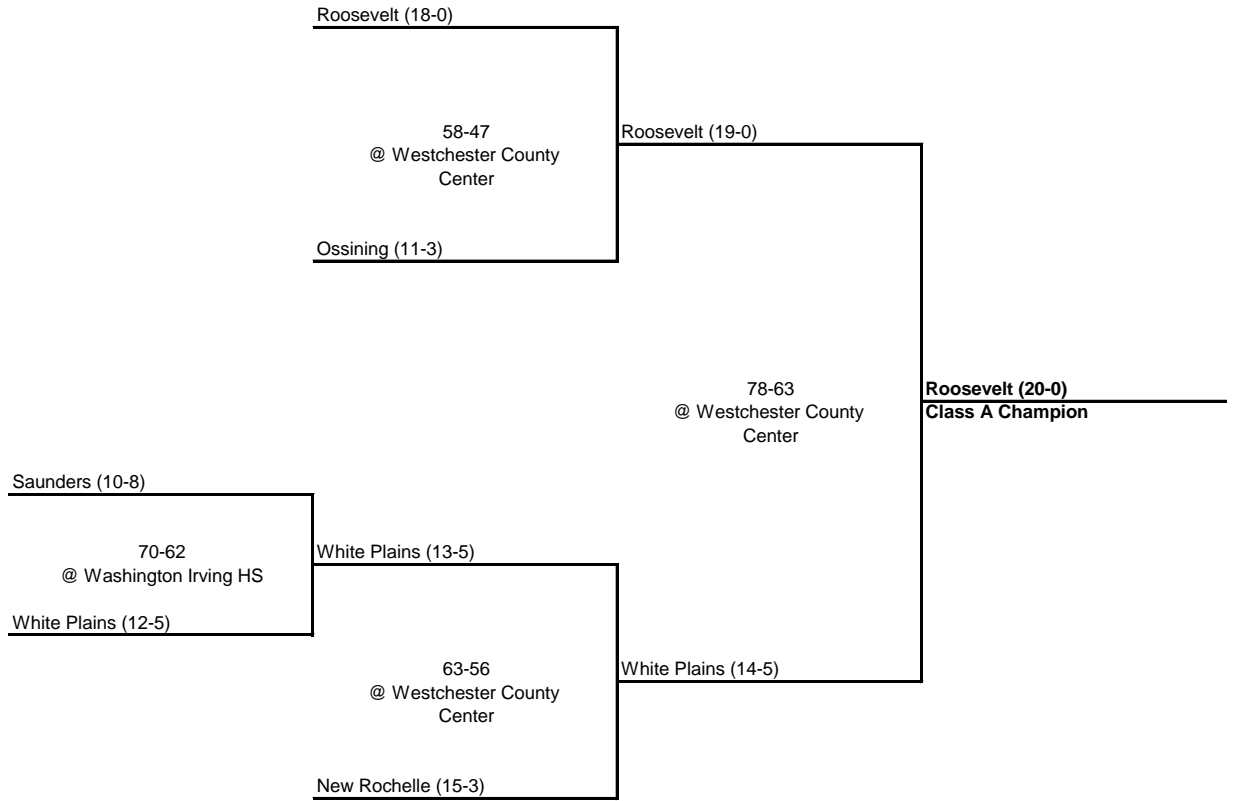 Roosevelt (18-0)
58-47
@ Westchester County
Center
Roosevelt (19-0)
Ossining (11-3)
78-63
@ Westchester County
Center
Roosevelt (20-0)
Class A Champion
Saunders (10-8)
70-62
@ Washington Irving HS
White Plains (13-5)
White Plains (12-5)
63-56
@ Westchester County
Center
White Plains (14-5)
New Rochelle (15-3)